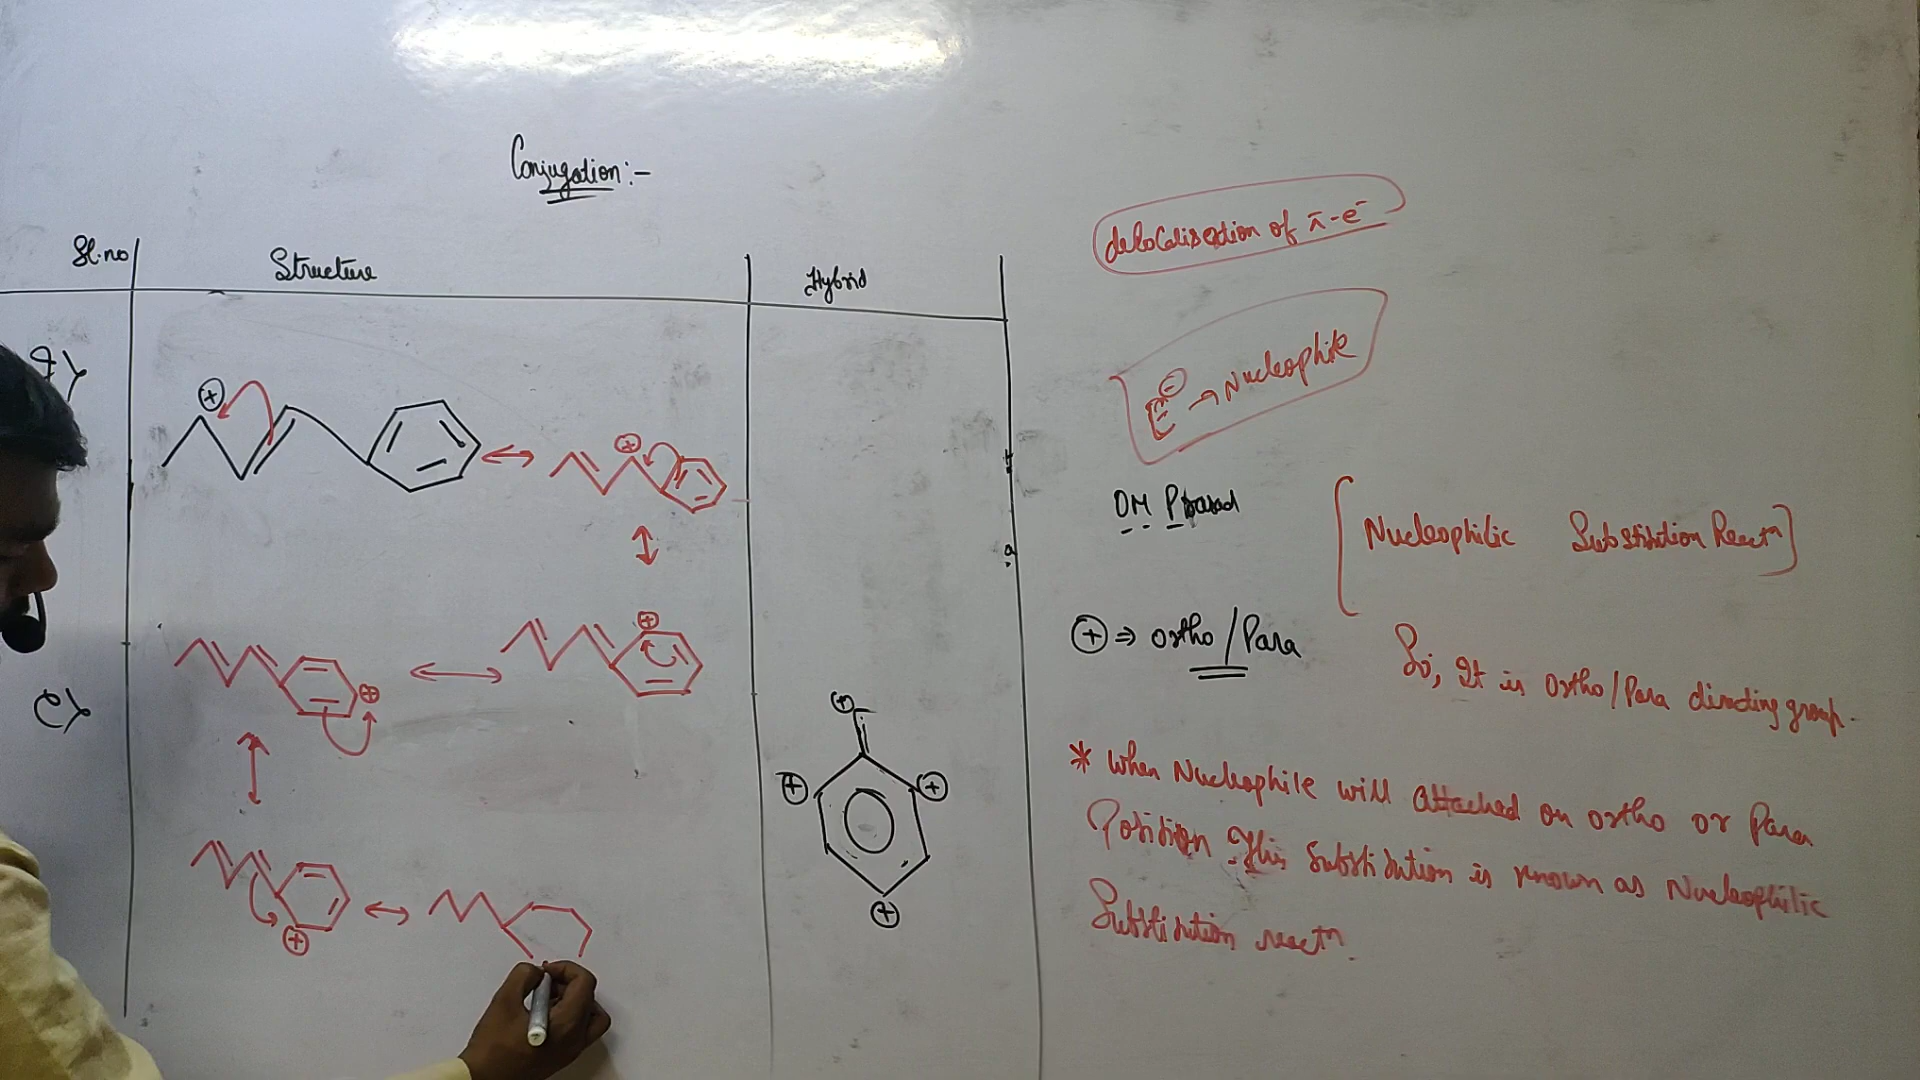 Conjugation:-
Sl.no
Structure
Hybrid
delocalisation of π-e⁻
E⊖ → Nucleophile
OM Prasad
[Nucleophilic Substitution Reactⁿ]
⊕ ⇒ ortho/Para
So, It is ortho/Para directing group.
* When Nucleophile will attached on ortho or Para
Position. This Substitution is known as Nucleophilic
Substitution reactⁿ.